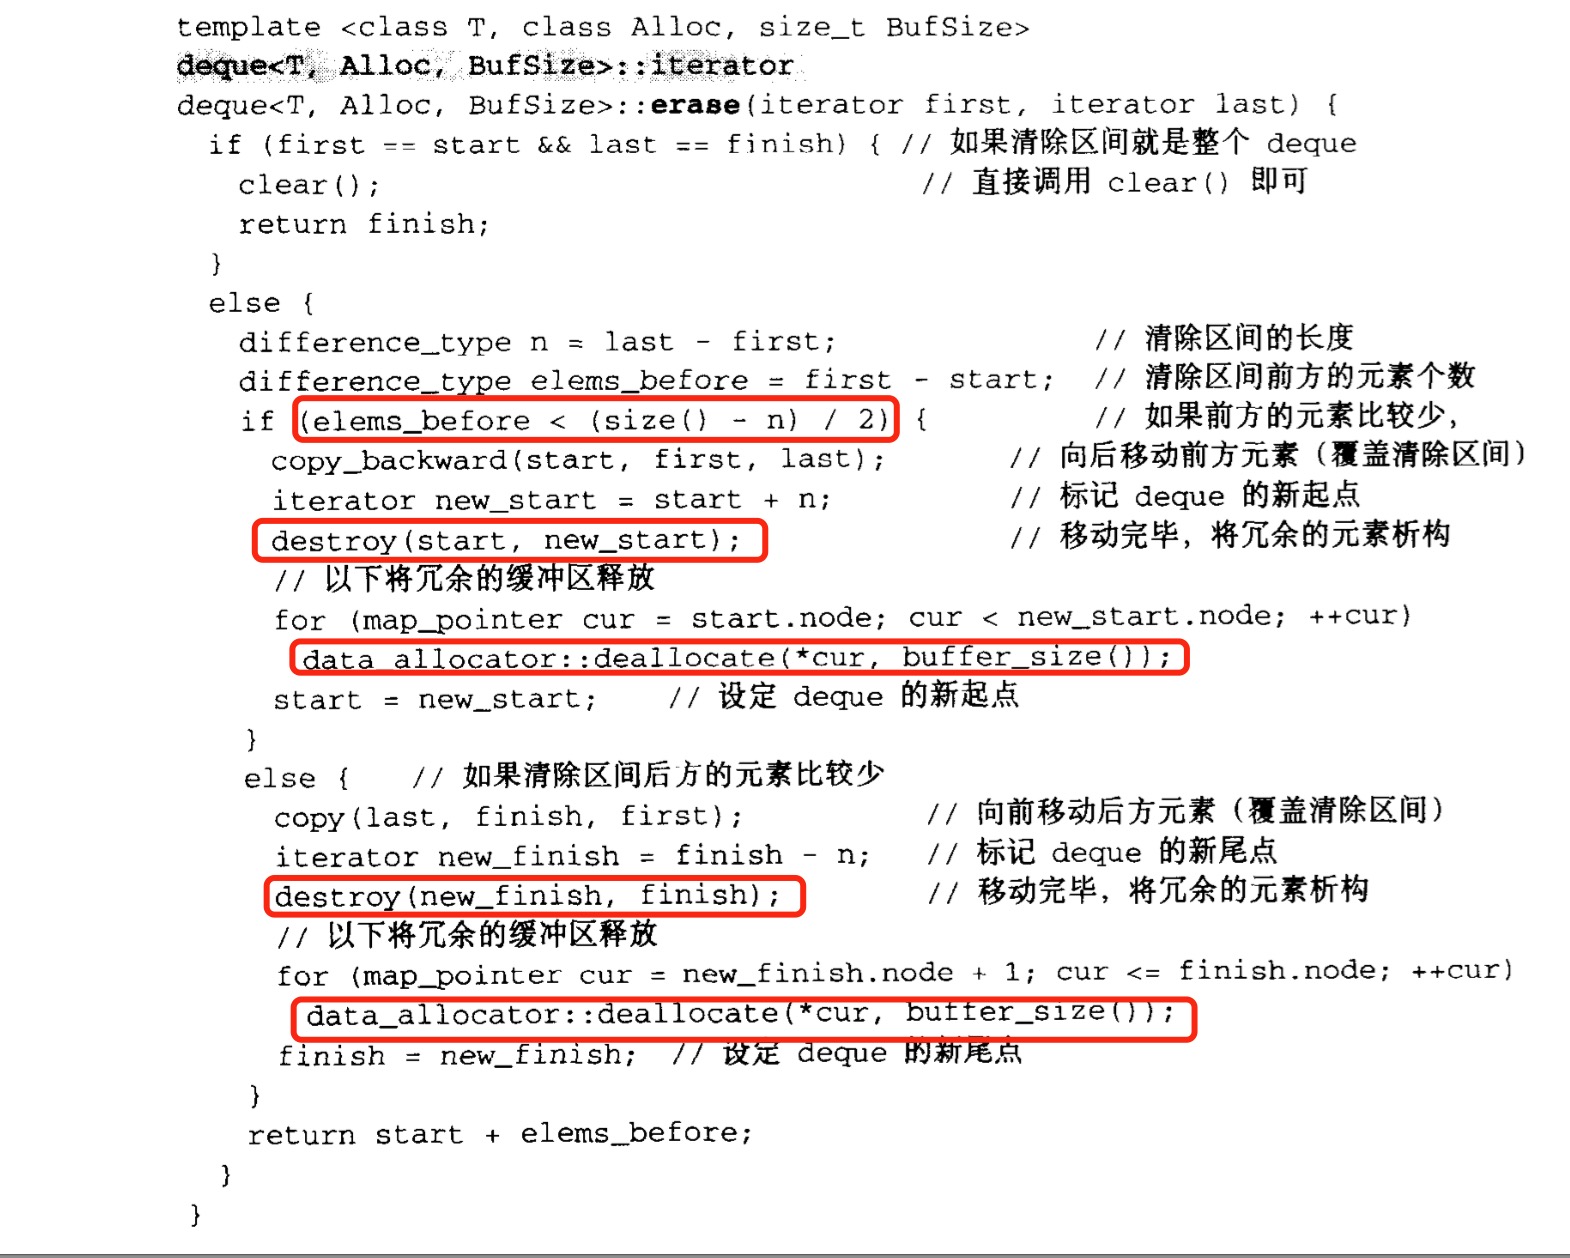 template <class T, class Alloc, size_t BufSize>
deque<T, Alloc, BufSize>::iterator
deque<T, Alloc, BufSize>::erase(iterator first, iterator last) {
if (first == start && last == finish) { // 如果清除区间就是整个 deque
clear(); // 直接调用 clear() 即可
return finish;
}
else {
difference_type n = last - first; // 清除区间的长度
difference_type elems_before = first - start; // 清除区间前方的元素个数
if (elems_before < (size() - n) / 2) { // 如果前方的元素比较少,
copy_backward(start, first, last); // 向后移动前方元素（覆盖清除区间）
iterator new_start = start + n; // 标记 deque 的新起点
destroy(start, new_start); // 移动完毕，将冗余的元素析构
// 以下将冗余的缓冲区释放
for (map_pointer cur = start.node; cur < new_start.node; ++cur)
data_allocator::deallocate(*cur, buffer_size());
start = new_start; // 设定 deque 的新起点
}
else { // 如果清除区间后方的元素比较少
copy(last, finish, first); // 向前移动后方元素（覆盖清除区间）
iterator new_finish = finish - n; // 标记 deque 的新尾点
destroy(new_finish, finish); // 移动完毕，将冗余的元素析构
// 以下将冗余的缓冲区释放
for (map_pointer cur = new_finish.node + 1; cur <= finish.node; ++cur)
data_allocator::deallocate(*cur, buffer_size());
finish = new_finish; // 设定 deque 的新尾点
}
return start + elems_before;
}
}